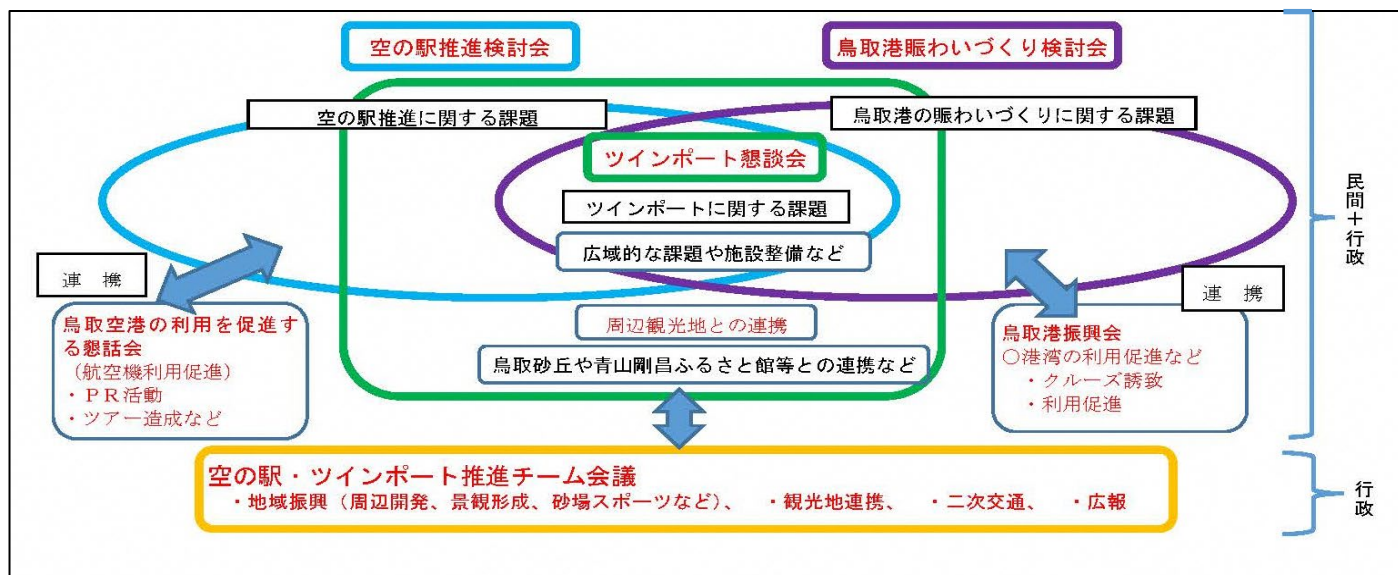 空の駅推進検討会
鳥取港賑わいづくり検討会
空の駅推進に関する課題
鳥取港の賑わいづくりに関する課題
ツインポート懇談会
ツインポートに関する課題
広域的な課題や施設整備など
民間＋行政
連　携
連　携
鳥取空港の利用を促進す
る懇話会
（航空機利用促進）
・ＰＲ活動
・ツアー造成など
周辺観光地との連携
鳥取砂丘や青山剛昌ふるさと館等との連携など
鳥取港振興会
○港湾の利用促進など
・クルーズ誘致
・利用促進
空の駅・ツインポート推進チーム会議
・地域振興（周辺開発、景観形成、砂場スポーツなど）、　・観光地連携、　・二次交通、　・広報
行政